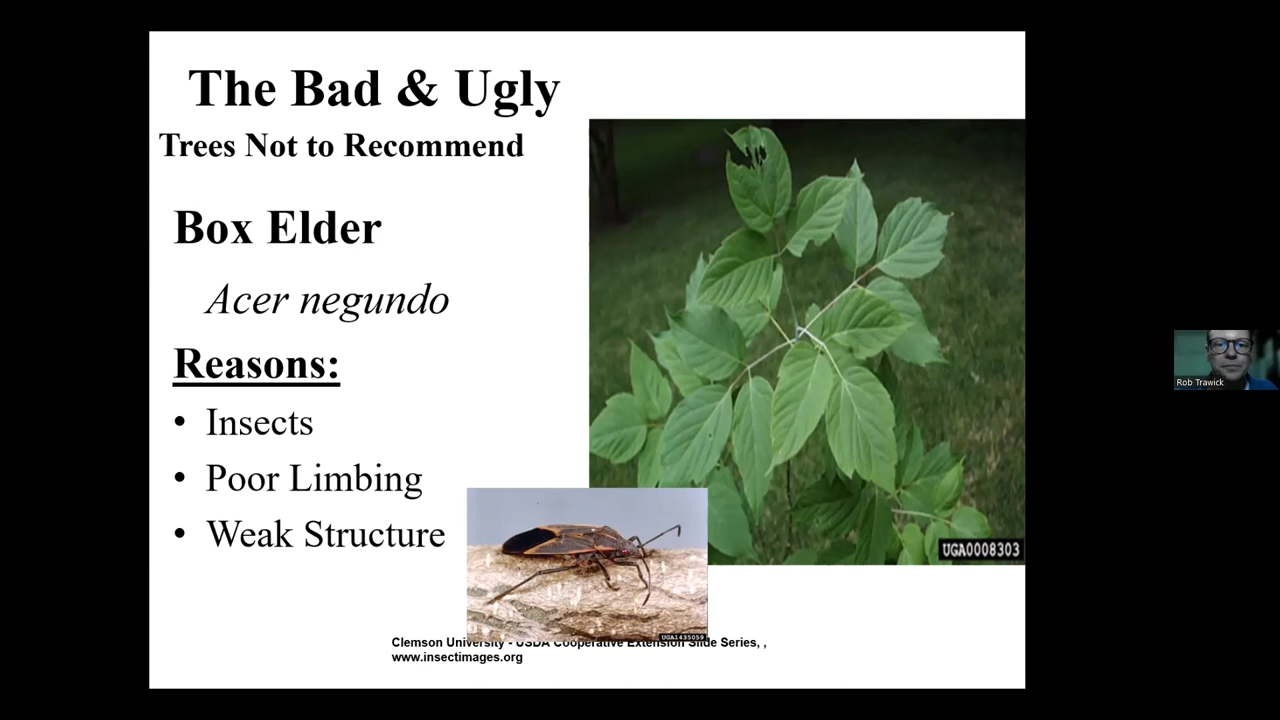 The Bad & Ugly
Trees Not to Recommend
Box Elder
Acer negundo
Reasons:
• Insects
• Poor Limbing
• Weak Structure
UGA0008303
UGA1435059
Clemson University - USDA Cooperative Extension Slide Series, ,
www.insectimages.org
Rob Trawick